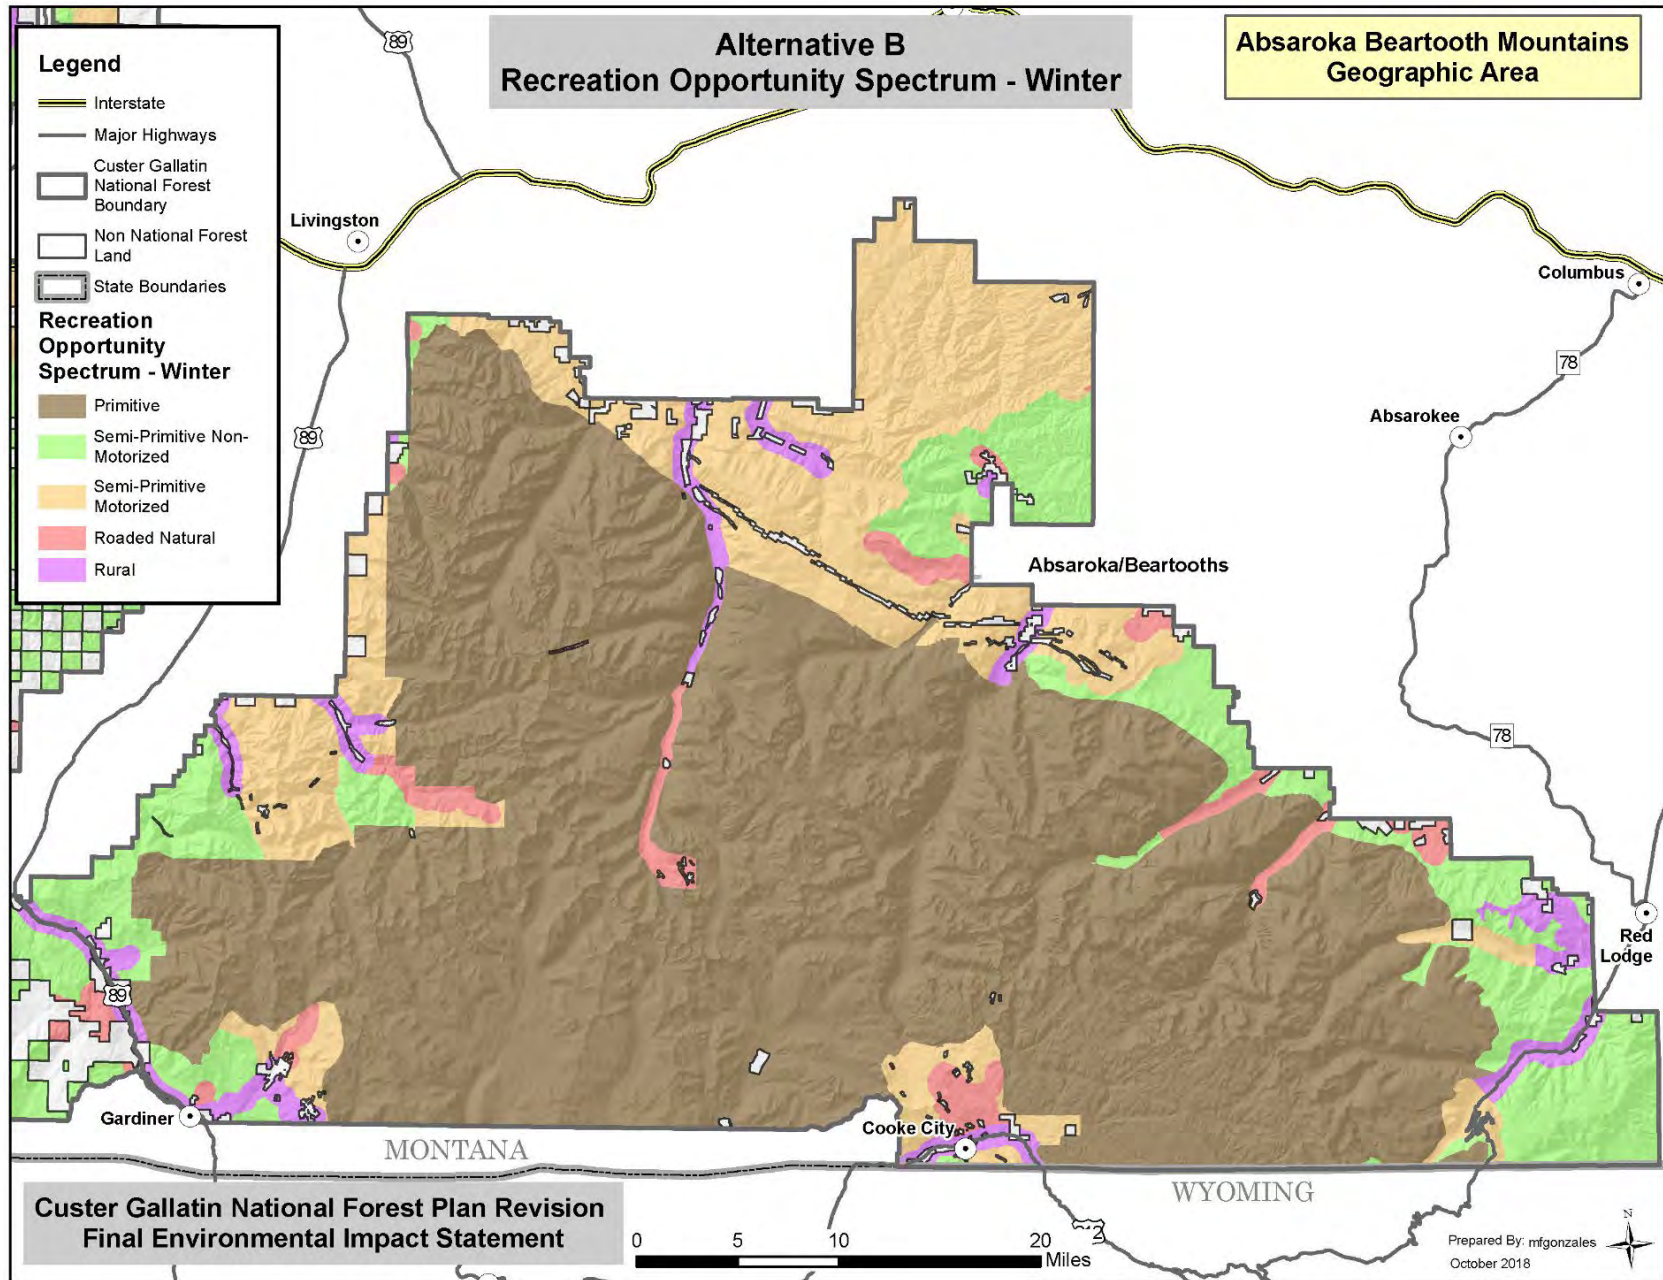 Alternative B
Recreation Opportunity Spectrum - Winter
Absaroka Beartooth Mountains
Geographic Area
Legend
Interstate
Major Highways
Custer Gallatin
National Forest
Boundary
Non National Forest
Land
State Boundaries
Recreation
Opportunity
Spectrum - Winter
Primitive
Semi-Primitive Non-
Motorized
Semi-Primitive
Motorized
Roaded Natural
Rural
89
Livingston
Columbus
78
89
Absarokee
Absaroka/Beartooths
78
Red
Lodge
89
Gardiner
Cooke City
MONTANA
WYOMING
Custer Gallatin National Forest Plan Revision
Final Environmental Impact Statement
0 5 10 20
Miles
N
Prepared By: mfgonzales
October 2018